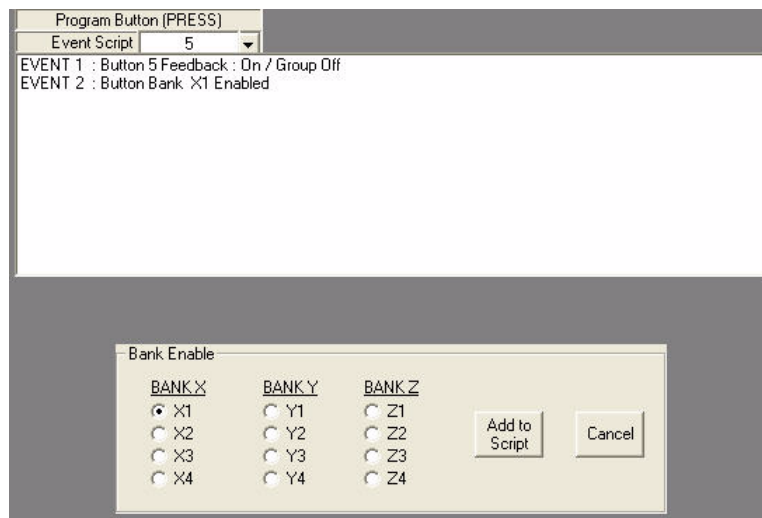 Program Button (PRESS)
Event Script 5
EVENT 1 : Button 5 Feedback : On / Group Off
EVENT 2 : Button Bank X1 Enabled
Bank Enable
BANK X BANK Y BANK Z
X1 Y1 Z1
X2 Y2 Z2
X3 Y3 Z3
X4 Y4 Z4
Add to
Script
Cancel